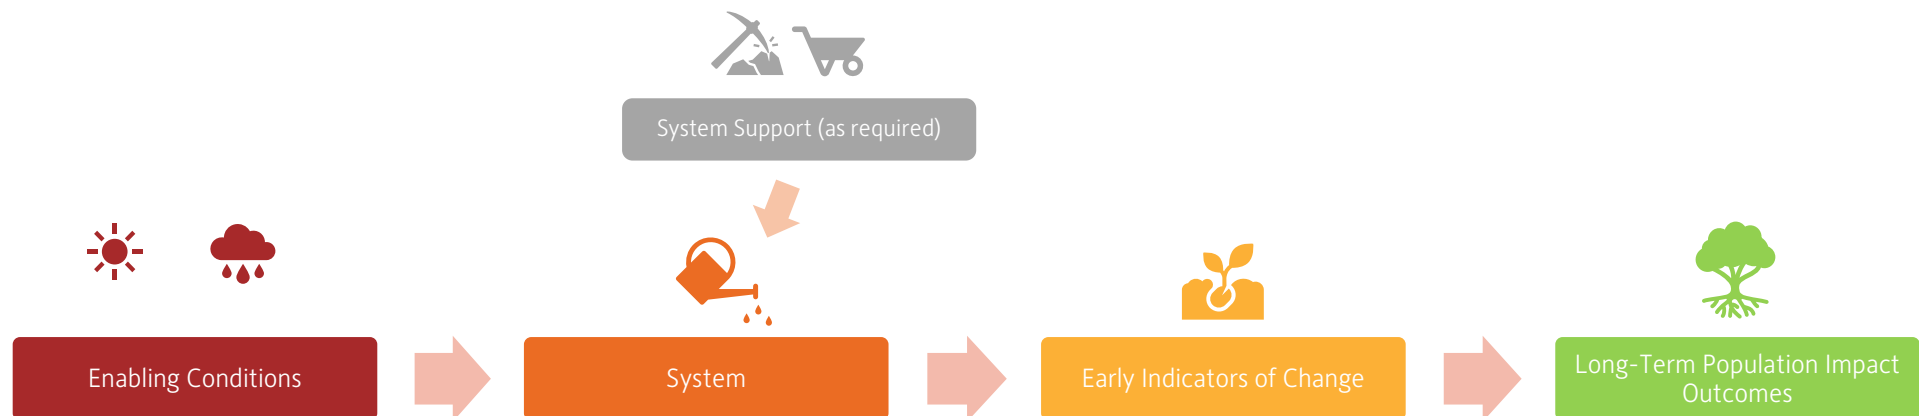 System Support (as required)
Enabling Conditions
System
Early Indicators of Change
Long-Term Population Impact
Outcomes